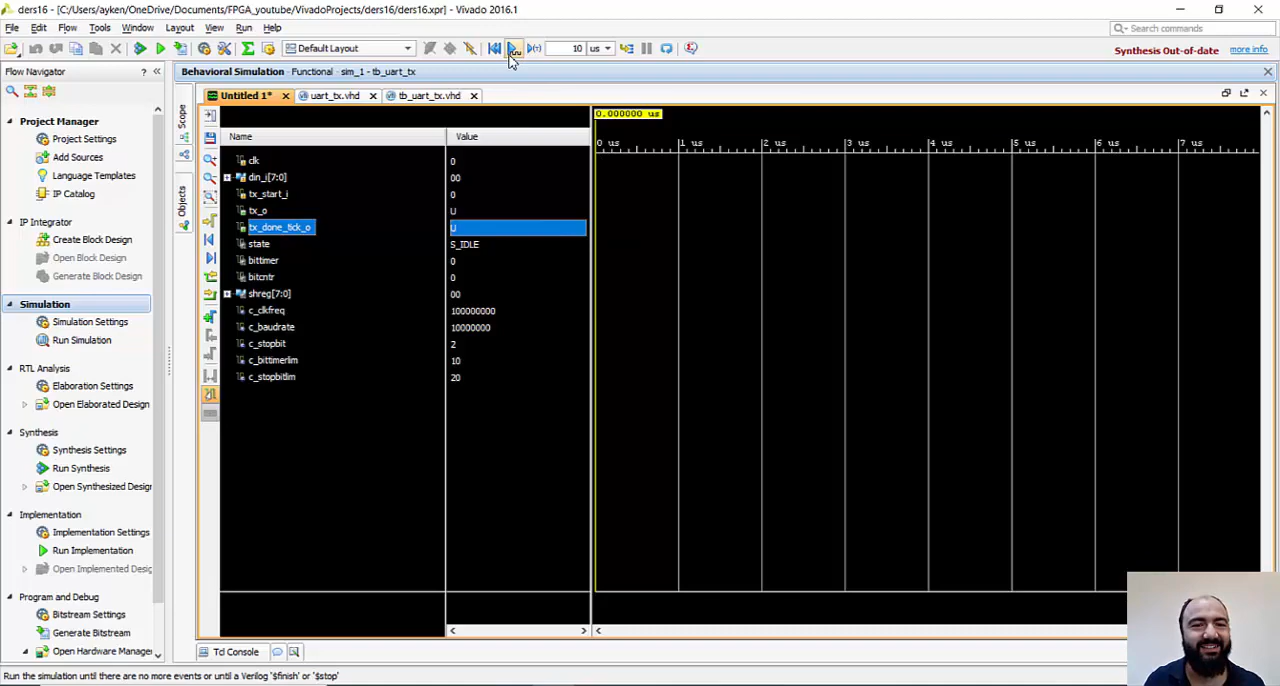 ders16 - [C:/Users/ayken/OneDrive/Documents/FPGA_youtube/VivadoProjects/ders16/ders16.xpr] - Vivado 2016.1
File Edit Flow Tools Window Layout View Run Help
Search commands
Default Layout
10 us
Synthesis Out-of-date more info
Flow Navigator
Behavioral Simulation - Functional - sim_1 - tb_uart_tx
Project Manager
Project Settings
Add Sources
Language Templates
IP Catalog
IP Integrator
Create Block Design
Open Block Design
Generate Block Design
Simulation
Simulation Settings
Run Simulation
RTL Analysis
Elaboration Settings
Open Elaborated Design
Synthesis
Synthesis Settings
Run Synthesis
Open Synthesized Desig
Implementation
Implementation Settings
Run Implementation
Open Implemented Desig
Program and Debug
Bitstream Settings
Generate Bitstream
Open Hardware Manage
Scope
Objects
Untitled 1* uart_tx.vhd tb_uart_tx.vhd
Name Value
clk 0
din_i[7:0] 00
tx_start_i 0
tx_o U
tx_done_tick_o U
state S_IDLE
bittimer 0
bitcntr 0
shreg[7:0] 00
c_clkfreq 100000000
c_baudrate 10000000
c_stopbit 2
c_bittimerlim 10
c_stopbitlim 20
0.000000 us
0 us 1 us 2 us 3 us 4 us 5 us 6 us 7 us
Tcl Console
Run the simulation until there are no more events or until a Verilog '$finish' or '$stop'